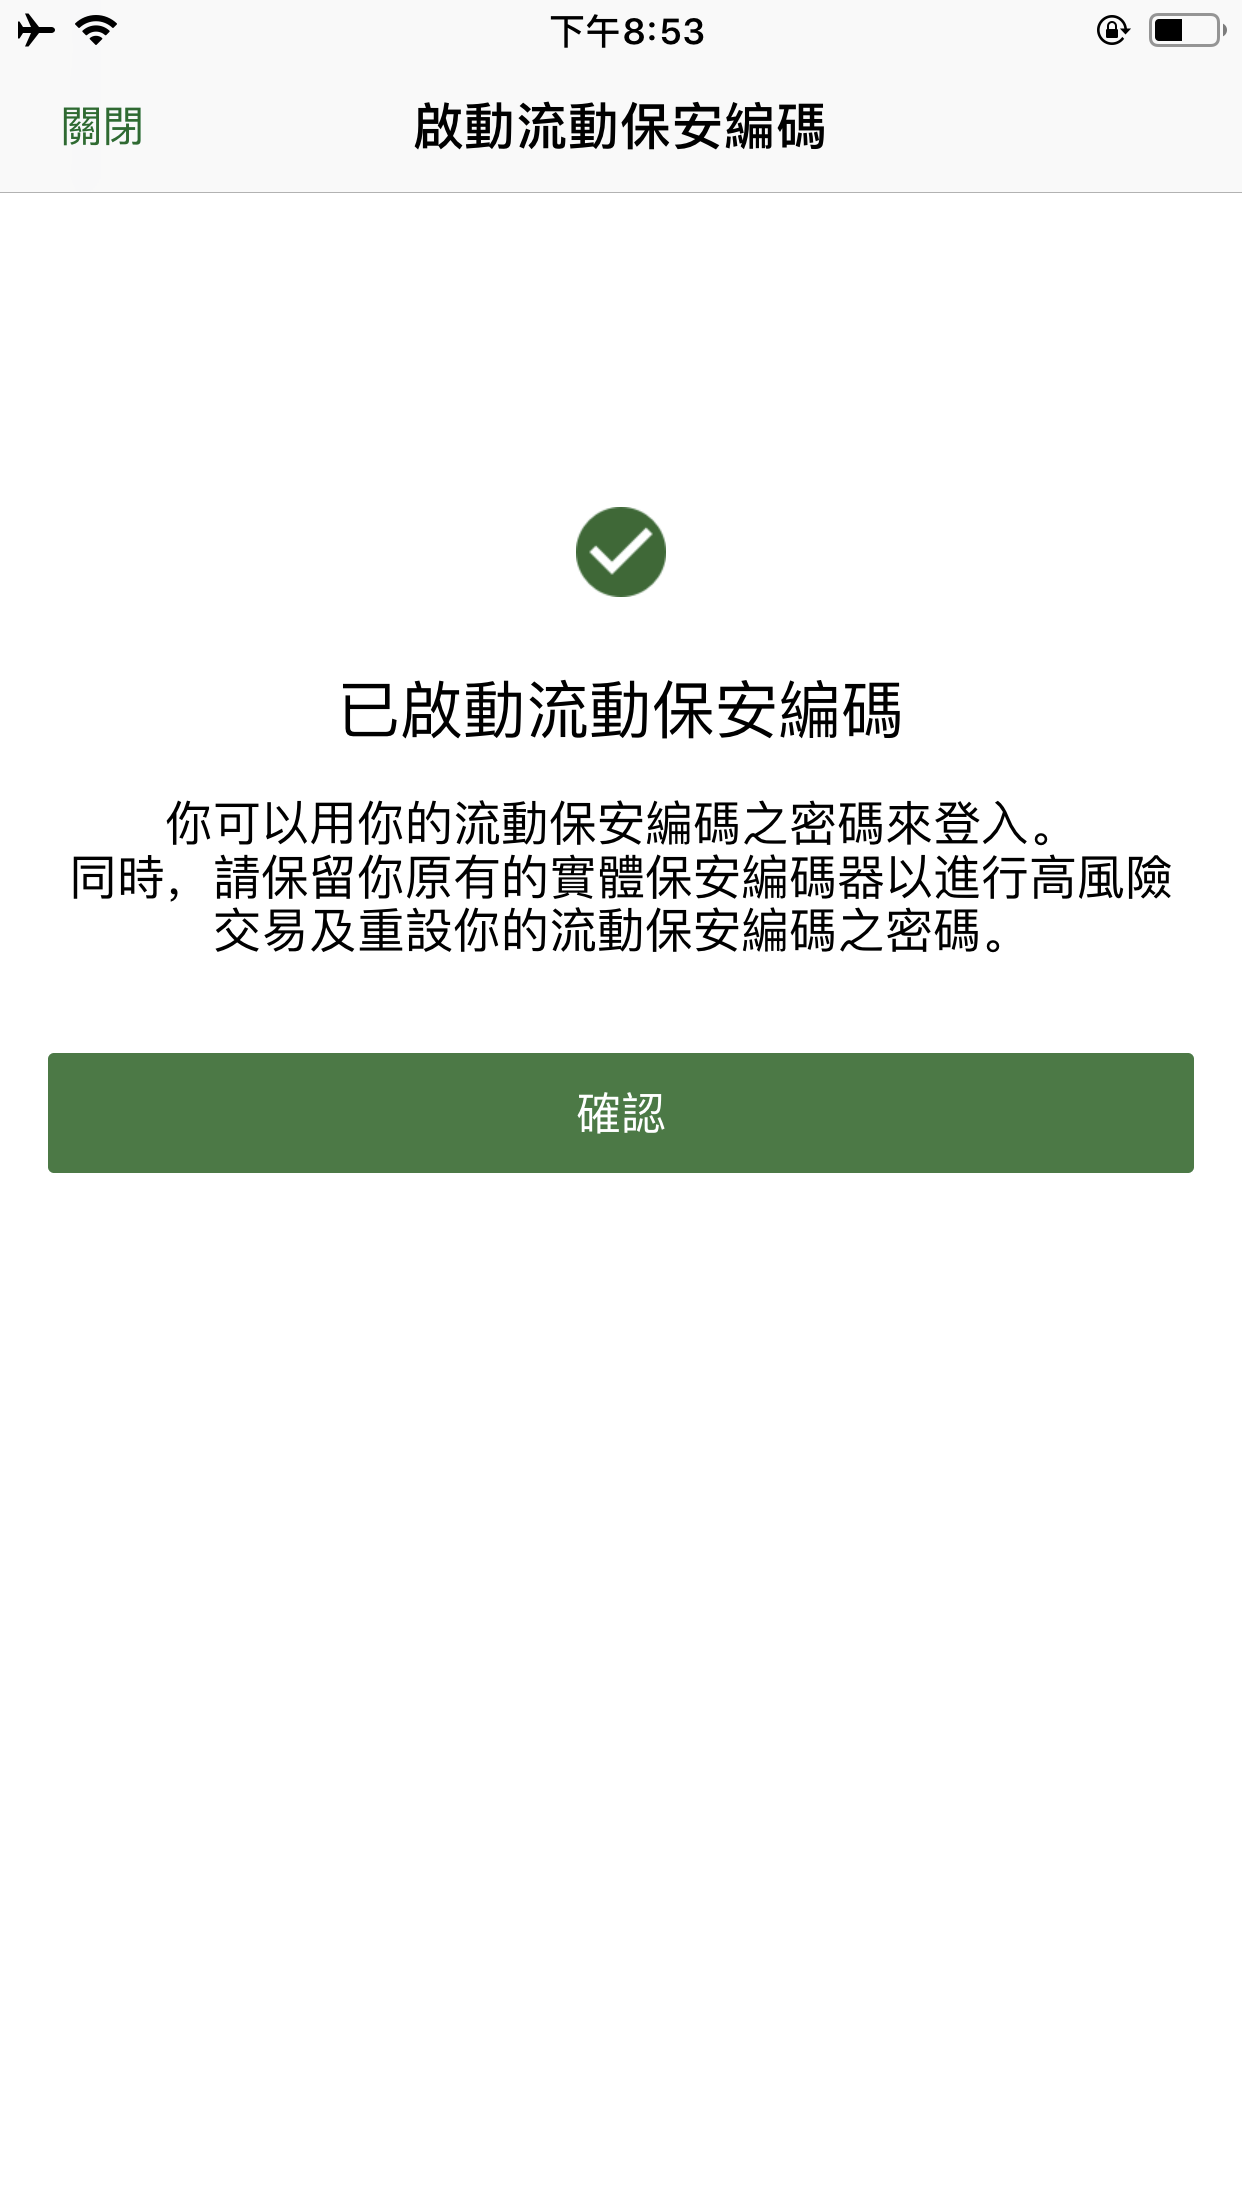 下午8:53
關閉
啟動流動保安編碼
已啟動流動保安編碼
你可以用你的流動保安編碼之密碼來登入。
同時，請保留你原有的實體保安編碼器以進行高風險
交易及重設你的流動保安編碼之密碼。
確認